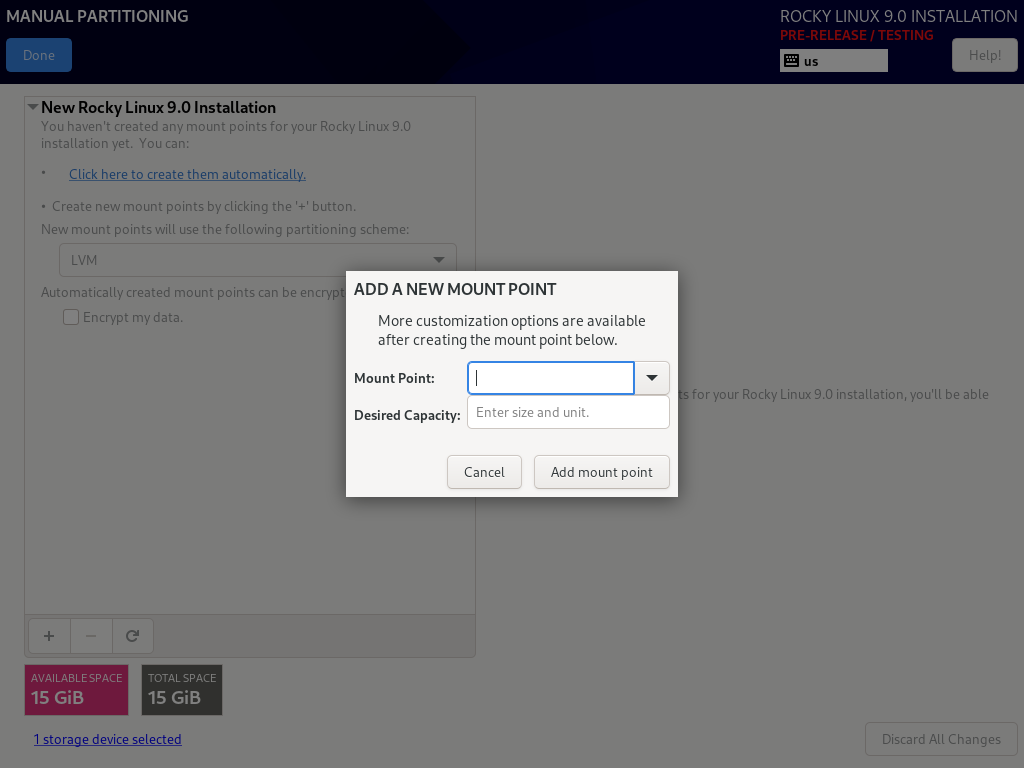 MANUAL PARTITIONING
ROCKY LINUX 9.0 INSTALLATION
PRE-RELEASE / TESTING
Done
us
Help!
New Rocky Linux 9.0 Installation
You haven't created any mount points for your Rocky Linux 9.0
installation yet. You can:
• Click here to create them automatically.
• Create new mount points by clicking the '+' button.
New mount points will use the following partitioning scheme:
LVM
Automatically created mount points can be encrypt
Encrypt my data.
ADD A NEW MOUNT POINT
More customization options are available
after creating the mount point below.
Mount Point:
Desired Capacity: Enter size and unit.
Cancel Add mount point
ts for your Rocky Linux 9.0 installation, you'll be able
AVAILABLE SPACE
15 GiB
TOTAL SPACE
15 GiB
1 storage device selected
Discard All Changes